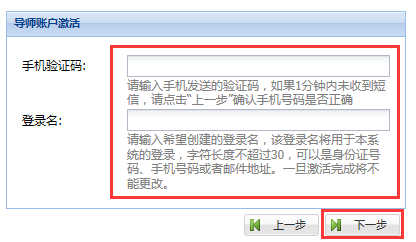 导师账户激活
手机验证码:
请输入手机发送的验证码，如果1分钟内未收到短
信，请点击“上一步”确认手机号码是否正确
登录名:
请输入希望创建的登录名，该登录名将用于本系
统的登录，字符长度不超过30，可以是身份证号
码、手机号码或者邮件地址。一旦激活完成将不
能更改。
上一步 下一步